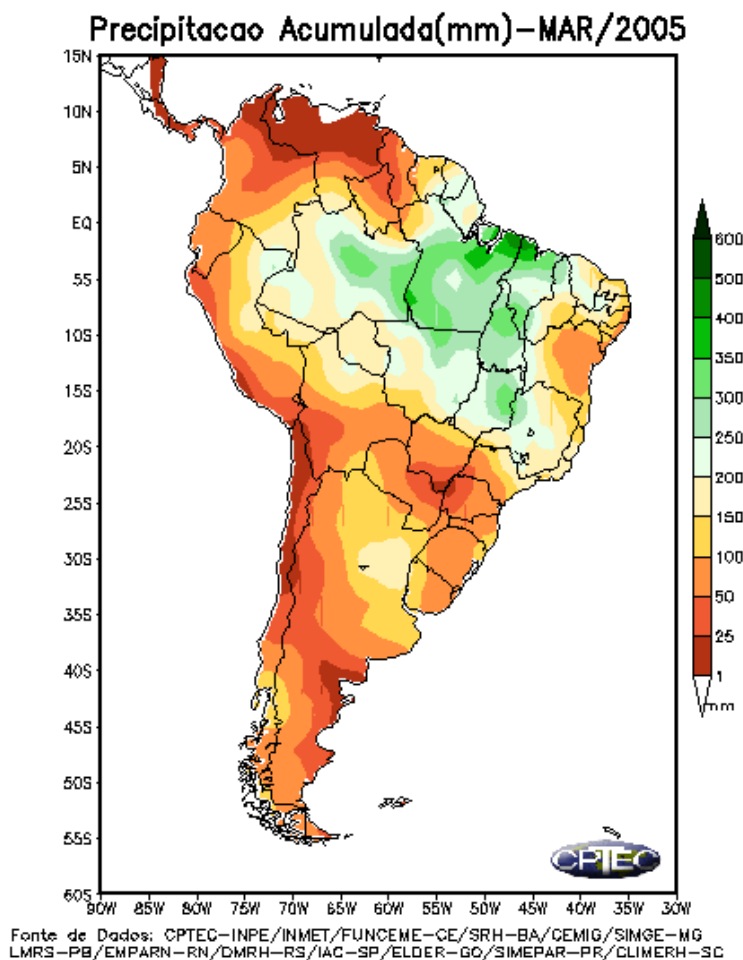 Precipitacao Acumulada(mm)-MAR/2005
15N
10N
5N
EQ
5S
10S
15S
20S
25S
30S
35S
40S
45S
50S
55S
60S
90W 85W 80W 75W 70W 65W 60W 55W 50W 45W 40W 35W 30W
600
500
400
350
300
250
200
150
100
50
25
1
mm
CPTEC
Fonte de Dados: CPTEC-INPE/INMET/FUNCEME-CE/SRH-BA/CEMIG/SIMGE-MG
LMRS-PB/EMPARN-RN/DMRH-RS/IAC-SP/ELDER-GO/SIMEPAR-PR/CLIMERH-SC